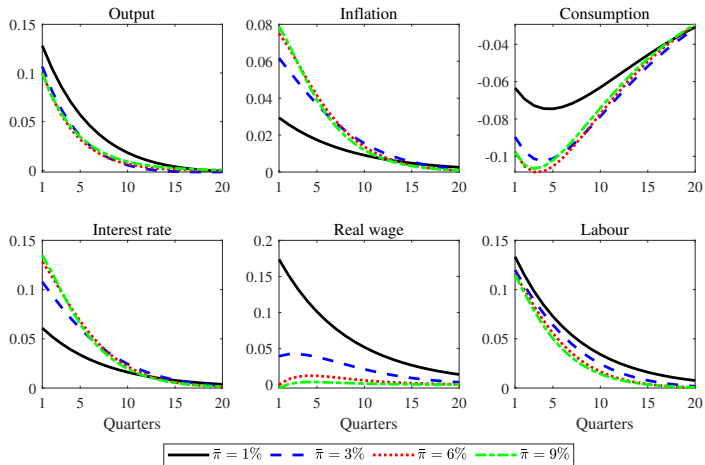 Output
0.15
0.1
0.05
0
1 5 10 15 20
Inflation
0.08
0.06
0.04
0.02
0
1 5 10 15 20
Consumption
-0.04
-0.06
-0.08
-0.1
1 5 10 15 20
Interest rate
0.15
0.1
0.05
0
1 5 10 15 20
Quarters
Real wage
0.2
0.15
0.1
0.05
0
1 5 10 15 20
Quarters
Labour
0.15
0.1
0.05
0
1 5 10 15 20
Quarters
π̄ = 1% π̄ = 3% π̄ = 6% π̄ = 9%